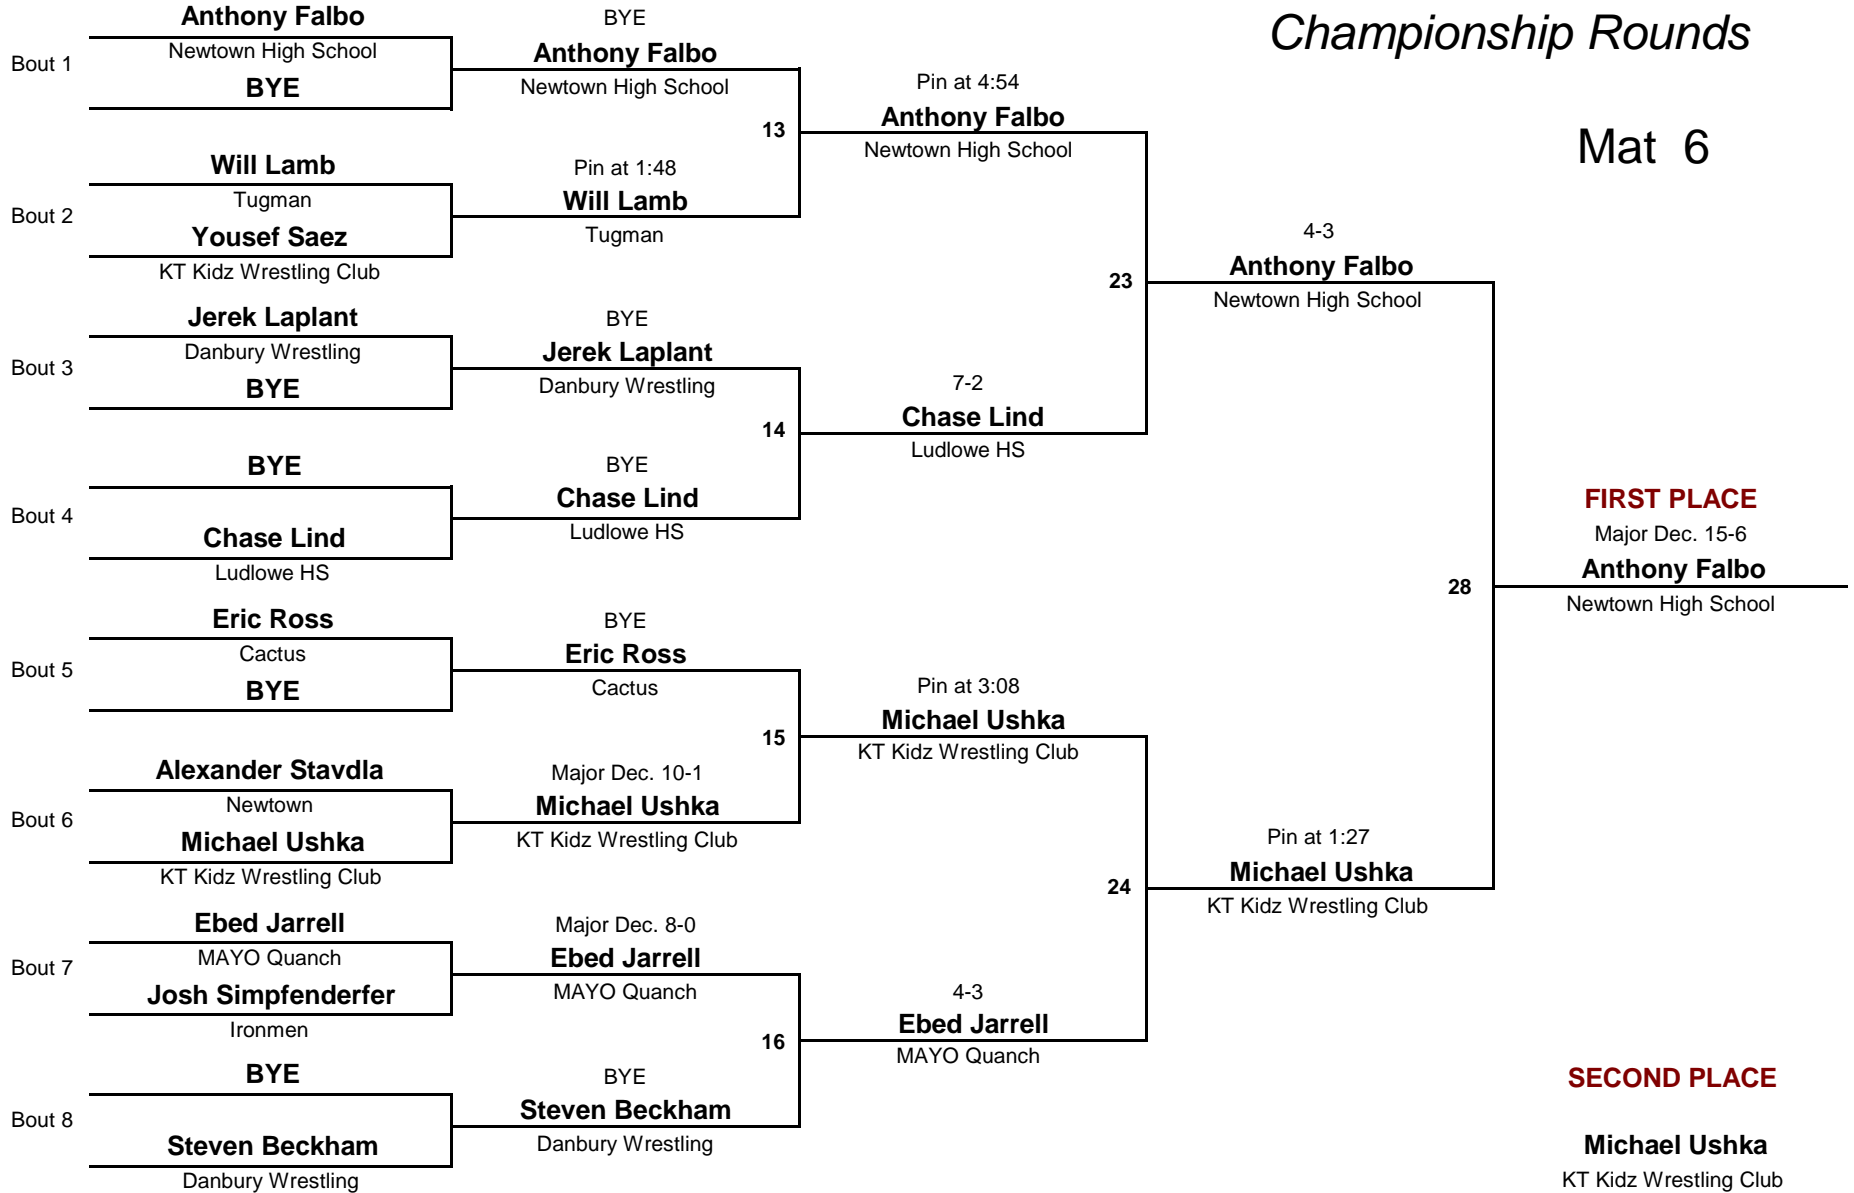 Championship Rounds
Mat 6
Bout 1
Anthony Falbo
Newtown High School
BYE
Bout 2
Will Lamb
Tugman
Yousef Saez
KT Kidz Wrestling Club
Bout 3
Jerek Laplant
Danbury Wrestling
BYE
Bout 4
BYE
Chase Lind
Ludlowe HS
Bout 5
Eric Ross
Cactus
BYE
Bout 6
Alexander Stavdla
Newtown
Michael Ushka
KT Kidz Wrestling Club
Bout 7
Ebed Jarrell
MAYO Quanch
Josh Simpfenderfer
Ironmen
Bout 8
BYE
Steven Beckham
Danbury Wrestling
BYE
Anthony Falbo
Newtown High School
13
Pin at 1:48
Will Lamb
Tugman
BYE
Jerek Laplant
Danbury Wrestling
14
BYE
Chase Lind
Ludlowe HS
BYE
Eric Ross
Cactus
15
Major Dec. 10-1
Michael Ushka
KT Kidz Wrestling Club
Major Dec. 8-0
Ebed Jarrell
MAYO Quanch
16
BYE
Steven Beckham
Danbury Wrestling
Pin at 4:54
Anthony Falbo
Newtown High School
23
7-2
Chase Lind
Ludlowe HS
Pin at 3:08
Michael Ushka
KT Kidz Wrestling Club
24
4-3
Ebed Jarrell
MAYO Quanch
4-3
Anthony Falbo
Newtown High School
28
Pin at 1:27
Michael Ushka
KT Kidz Wrestling Club
FIRST PLACE
Major Dec. 15-6
Anthony Falbo
Newtown High School
SECOND PLACE
Michael Ushka
KT Kidz Wrestling Club